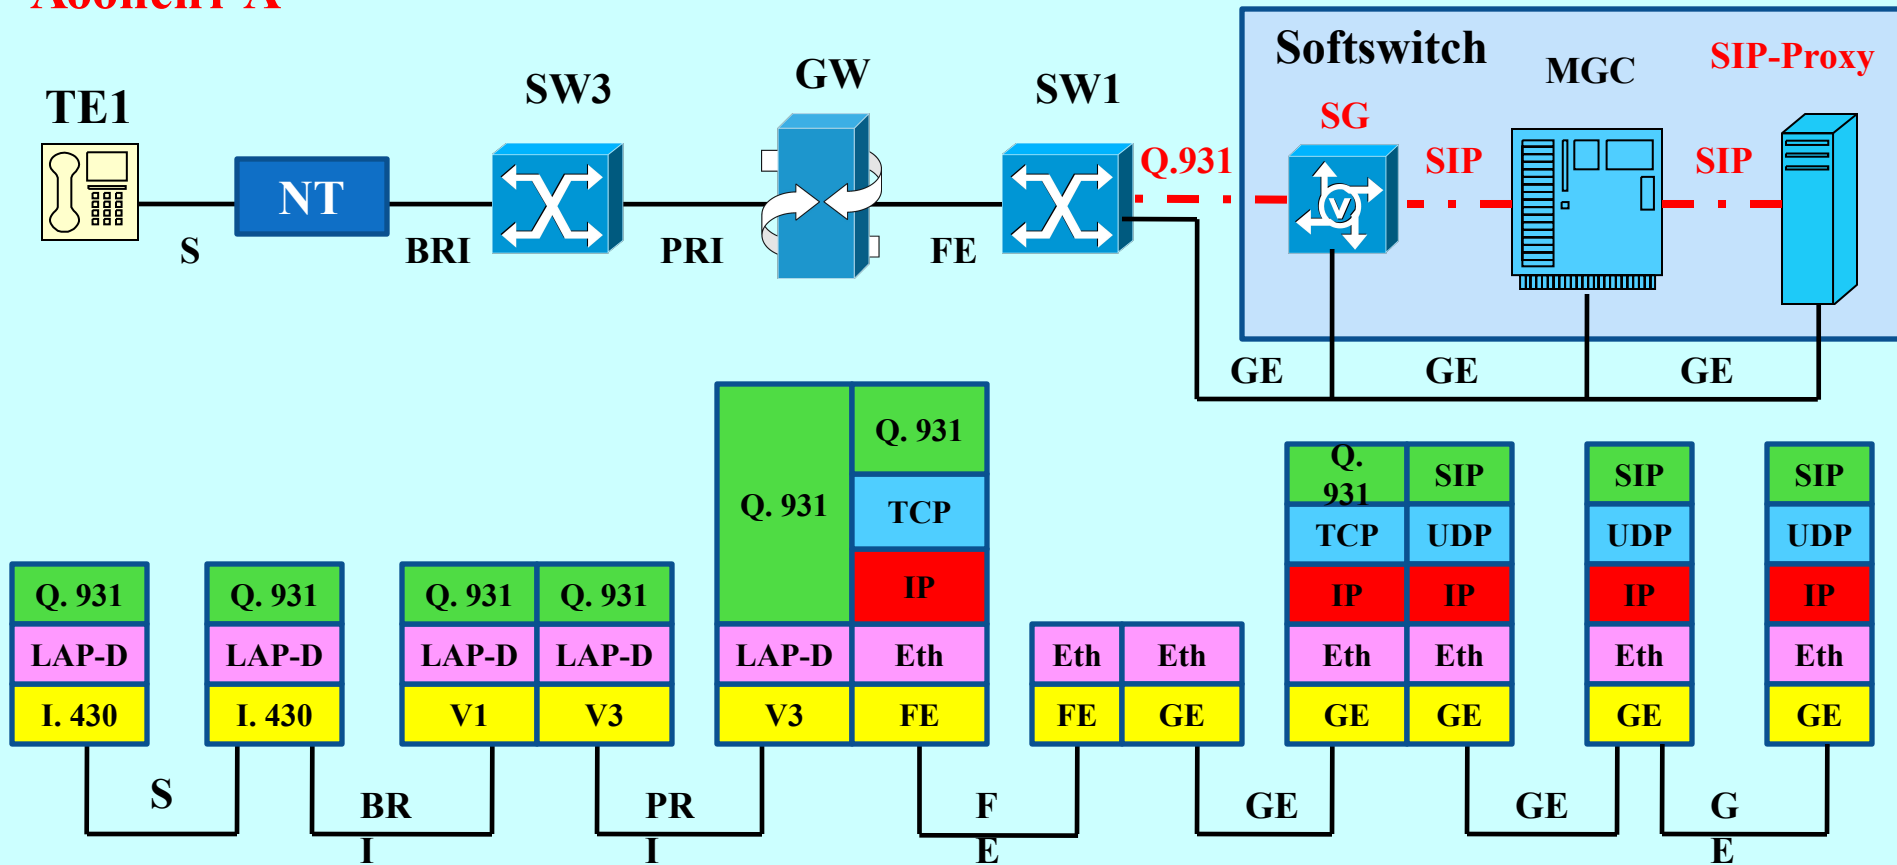 Softswitch
SIP-Proxy
MGC
GW
SW3
SW1
TE1
SG
Q.931
SIP
SIP
NT
V
S
BRI
PRI
FE
GE
GE
GE
Q. 931
Q. 931
TCP
IP
LAP-D
Eth
V3
FE
Q.
931
SIP
TCP
UDP
IP
IP
Eth
Eth
GE
GE
SIP
UDP
IP
Eth
GE
SIP
UDP
IP
Eth
GE
Q. 931
LAP-D
I. 430
Q. 931
LAP-D
I. 430
Q. 931
Q. 931
LAP-D
LAP-D
V1
V3
Eth
Eth
FE
GE
S
BR
I
PR
I
F
E
GE
GE
G
E